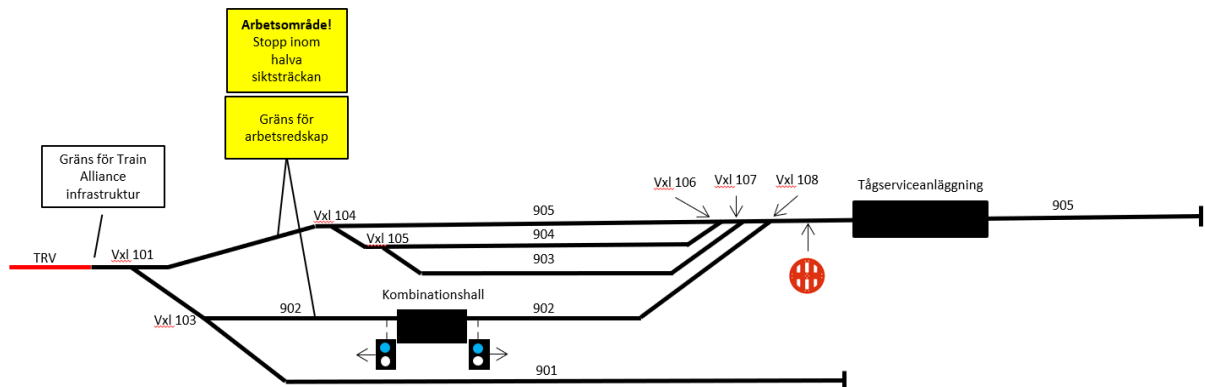 Arbetsområde!
Stopp inom
halva
siktsträckan
Gräns för
arbetsredskap
Gräns för Train
Alliance
infrastruktur
Vxl 106
Vxl 107
Vxl 108
Tågserviceanläggning
Vxl 104
905
905
Vxl 105
904
TRV
Vxl 101
903
Kombinationshall
Vxl 103
902
902
901